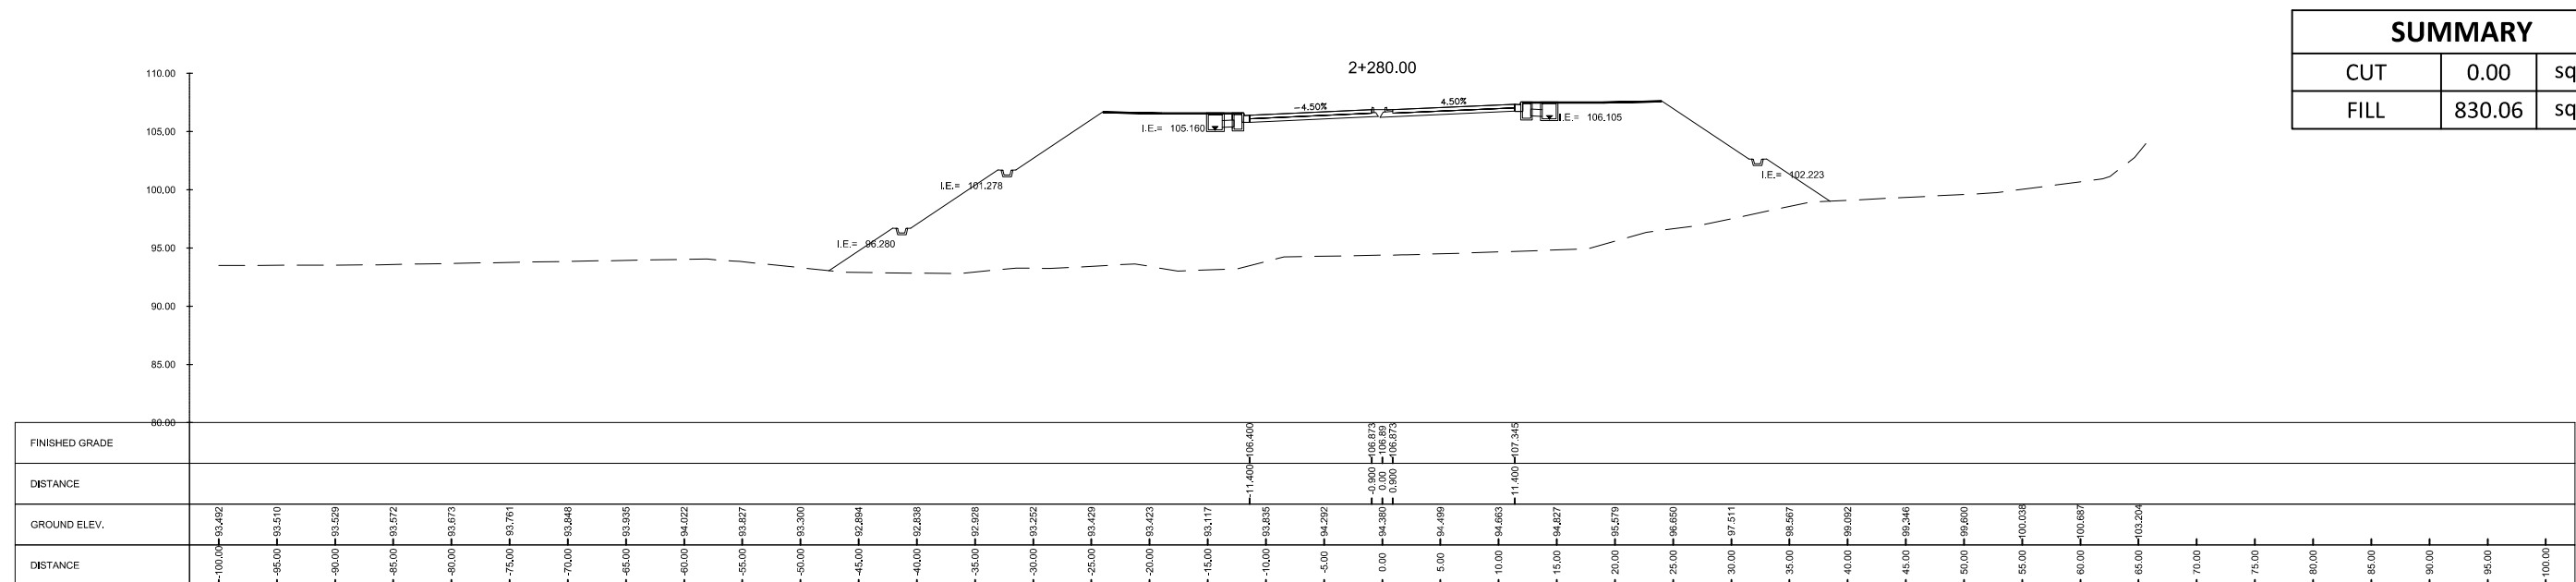 SUMMARY
CUT 0.00 sq
FILL 830.06 sq
2+280.00
110.00
105.00
100.00
95.00
90.00
85.00
80.00
-4.50% 4.50%
I.E.= 105.160
I.E.= 106.105
I.E.= 101.278
I.E.= 102.223
I.E.= 96.280
FINISHED GRADE 106.400 106.873 106.89 106.873 107.345
DISTANCE -11.400 -0.900 0.00 0.900 11.400
GROUND ELEV. 93.492 93.510 93.529 93.572 93.673 93.761 93.848 93.935 94.022 93.827 93.300 92.894 92.838 92.928 93.252 93.429 93.423 93.117 93.835 94.292 94.380 94.499 94.663 94.827 95.579 96.650 97.511 98.567 99.092 99.346 99.600 100.038 100.687 103.204
DISTANCE -100.00 -95.00 -90.00 -85.00 -80.00 -75.00 -70.00 -65.00 -60.00 -55.00 -50.00 -45.00 -40.00 -35.00 -30.00 -25.00 -20.00 -15.00 -10.00 -5.00 0.00 5.00 10.00 15.00 20.00 25.00 30.00 35.00 40.00 45.00 50.00 55.00 60.00 65.00 70.00 75.00 80.00 85.00 90.00 95.00 100.00